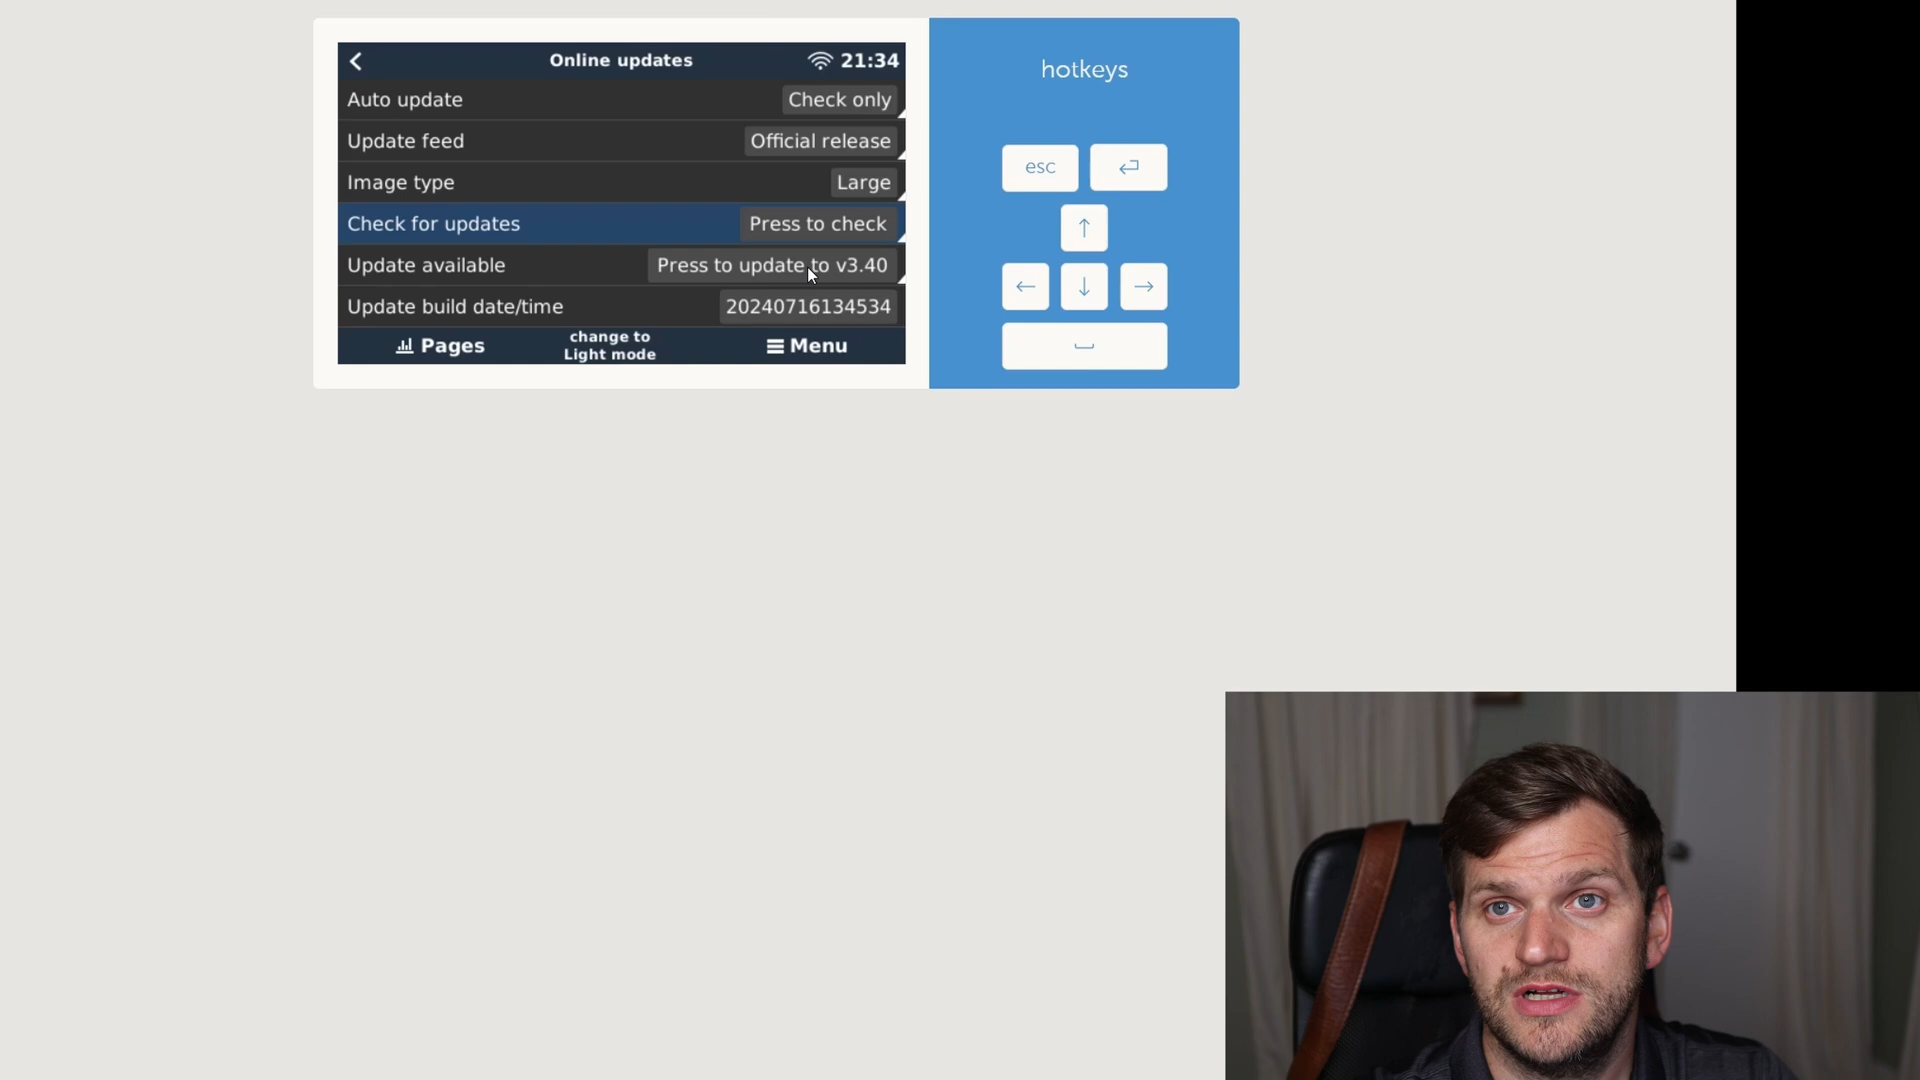 Online updates
21:34
Auto update
Check only
Update feed
Official release
Image type
Large
Check for updates
Press to check
Update available
Press to update to v3.40
Update build date/time
20240716134534
Pages
change to
Light mode
Menu
hotkeys
esc